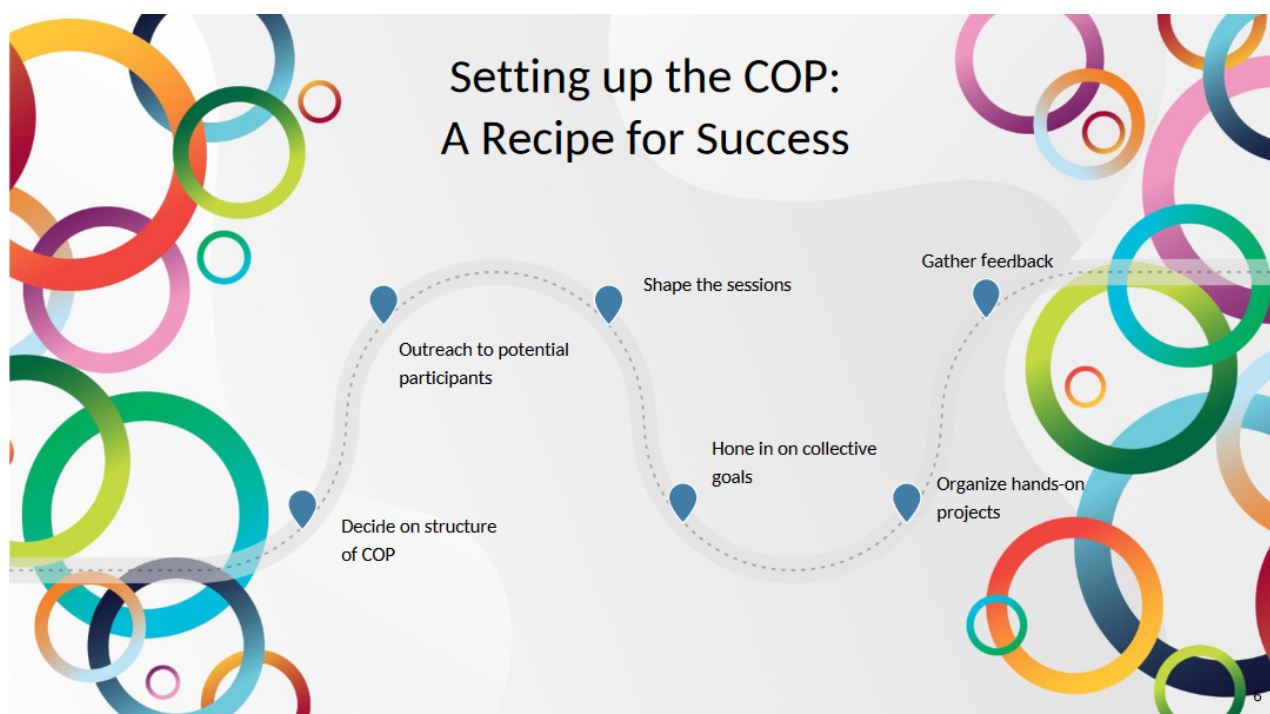 Setting up the COP:
A Recipe for Success
Decide on structure
of COP
Outreach to potential
participants
Shape the sessions
Hone in on collective
goals
Organize hands-on
projects
Gather feedback
6